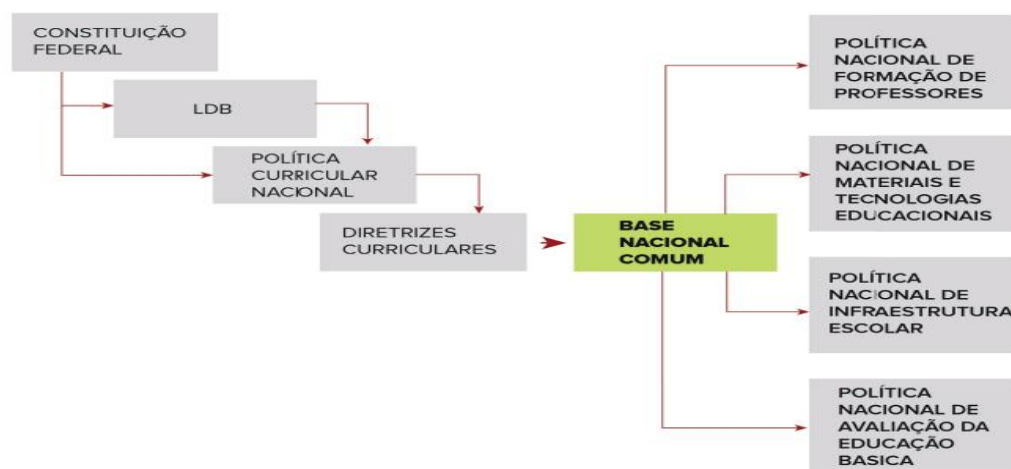 CONSTITUIÇÃO
FEDERAL
LDB
POLÍTICA
CURRICULAR
NACIONAL
DIRETRIZES
CURRICULARES
BASE
NACIONAL
COMUM
POLÍTICA
NACIONAL DE
FORMAÇÃO DE
PROFESSORES
POLÍTICA
NACIONAL DE
MATERIAIS E
TECNOLOGIAS
EDUCACIONAIS
POLÍTICA
NACIONAL DE
INFRAESTRUTURA
ESCOLAR
POLÍTICA
NACIONAL DE
AVALIAÇÃO DA
EDUCAÇÃO
BASICA